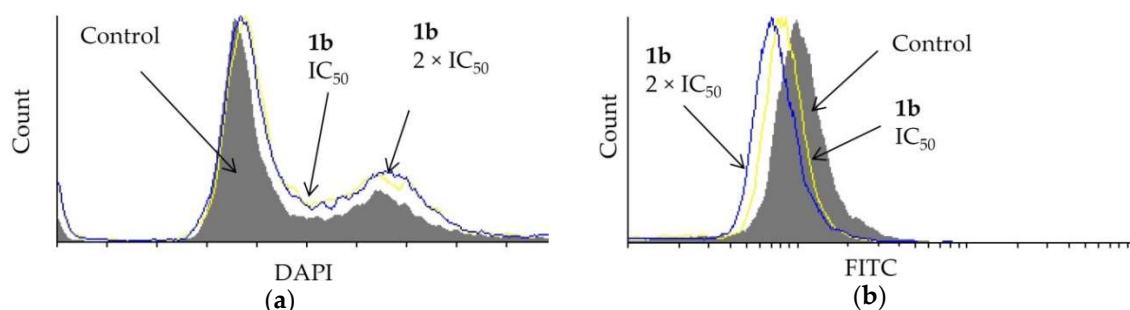 Control
1b
IC50
1b
2 × IC50
Count
DAPI
(a)
1b
2 × IC50
Control
1b
IC50
Count
FITC
(b)